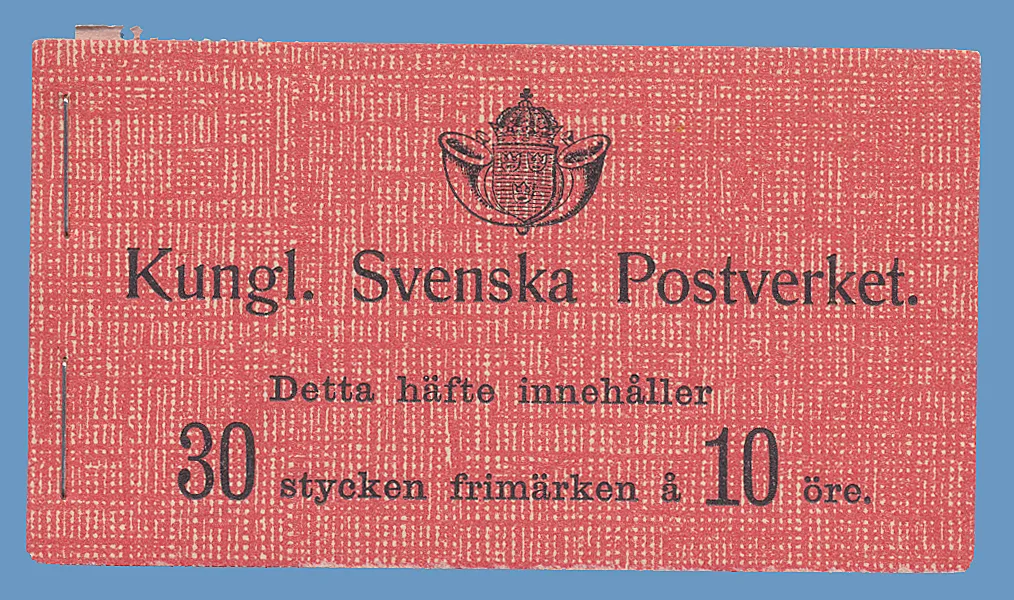 Kungl. Svenska Postverket.
Detta häfte innehåller
30 stycken frimärken å 10 öre.